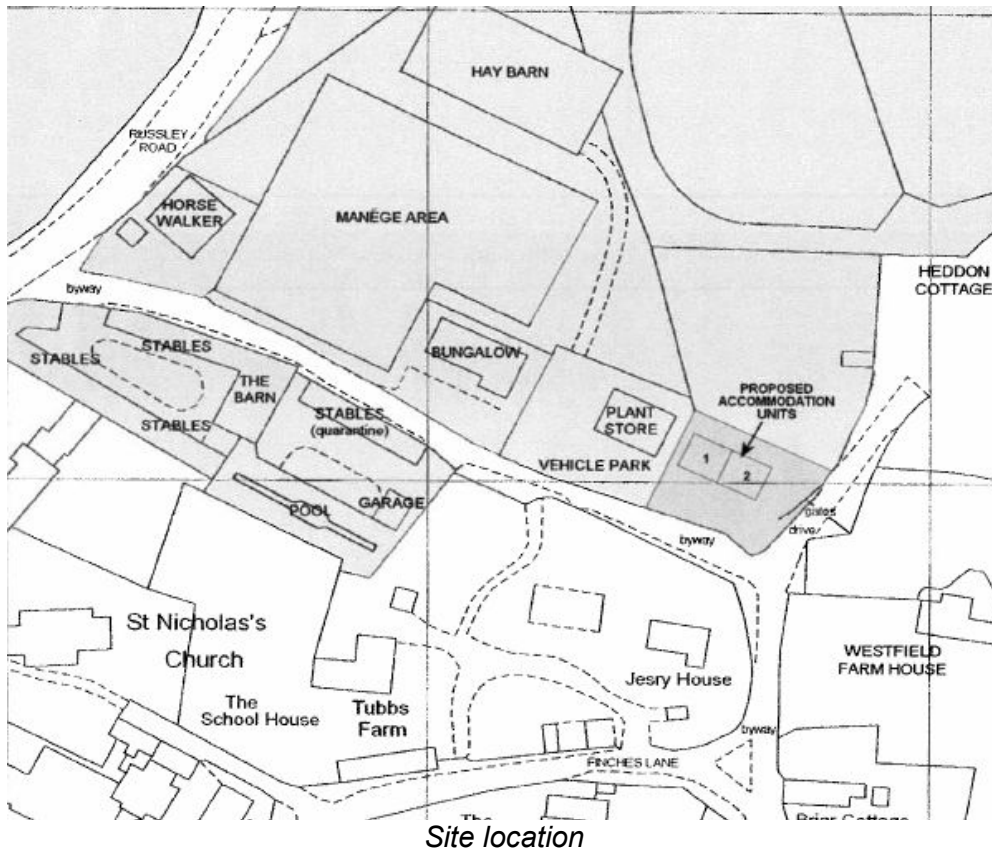 HAY BARN
RUSSLEY
ROAD
HORSE
WALKER
MANÉGE AREA
HEDDON
COTTAGE
byway
STABLES
STABLES
BUNGALOW
THE
BARN
PROPOSED
ACCOMMODATION
UNITS
STABLES
(quarantine)
PLANT
STORE
1
2
STABLES
VEHICLE PARK
POOL
GARAGE
gates
drive
byway
St Nicholas's
Church
WESTFIELD
FARM HOUSE
Jesry House
The
School House
Tubbs
Farm
byway
FINCHES LANE
The
Site location